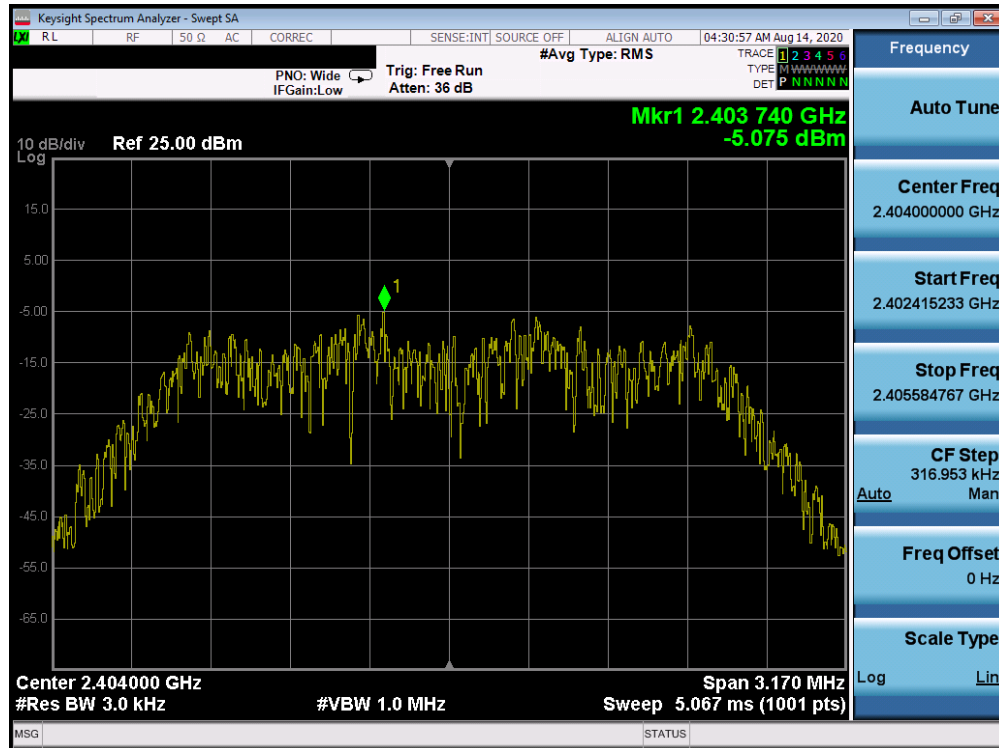 Keysight Spectrum Analyzer - Swept SA
LXI RL RF 50 Ω AC CORREC SENSE:INT SOURCE OFF ALIGN AUTO 04:30:57 AM Aug 14, 2020
#Avg Type: RMS
TRACE 1 2 3 4 5 6
PNO: Wide Trig: Free Run
TYPE M W W W W W
IFGain:Low Atten: 36 dB
DET P N N N N N
Mkr1 2.403 740 GHz
-5.075 dBm
10 dB/div Ref 25.00 dBm
Log
15.0
5.00
-5.00
-15.0
-25.0
-35.0
-45.0
-55.0
-65.0
1
Center 2.404000 GHz Span 3.170 MHz
#Res BW 3.0 kHz #VBW 1.0 MHz Sweep 5.067 ms (1001 pts)
MSG STATUS
Frequency
Auto Tune
Center Freq
2.404000000 GHz
Start Freq
2.402415233 GHz
Stop Freq
2.405584767 GHz
CF Step
316.953 kHz
Auto Man
Freq Offset
0 Hz
Scale Type
Log Lin